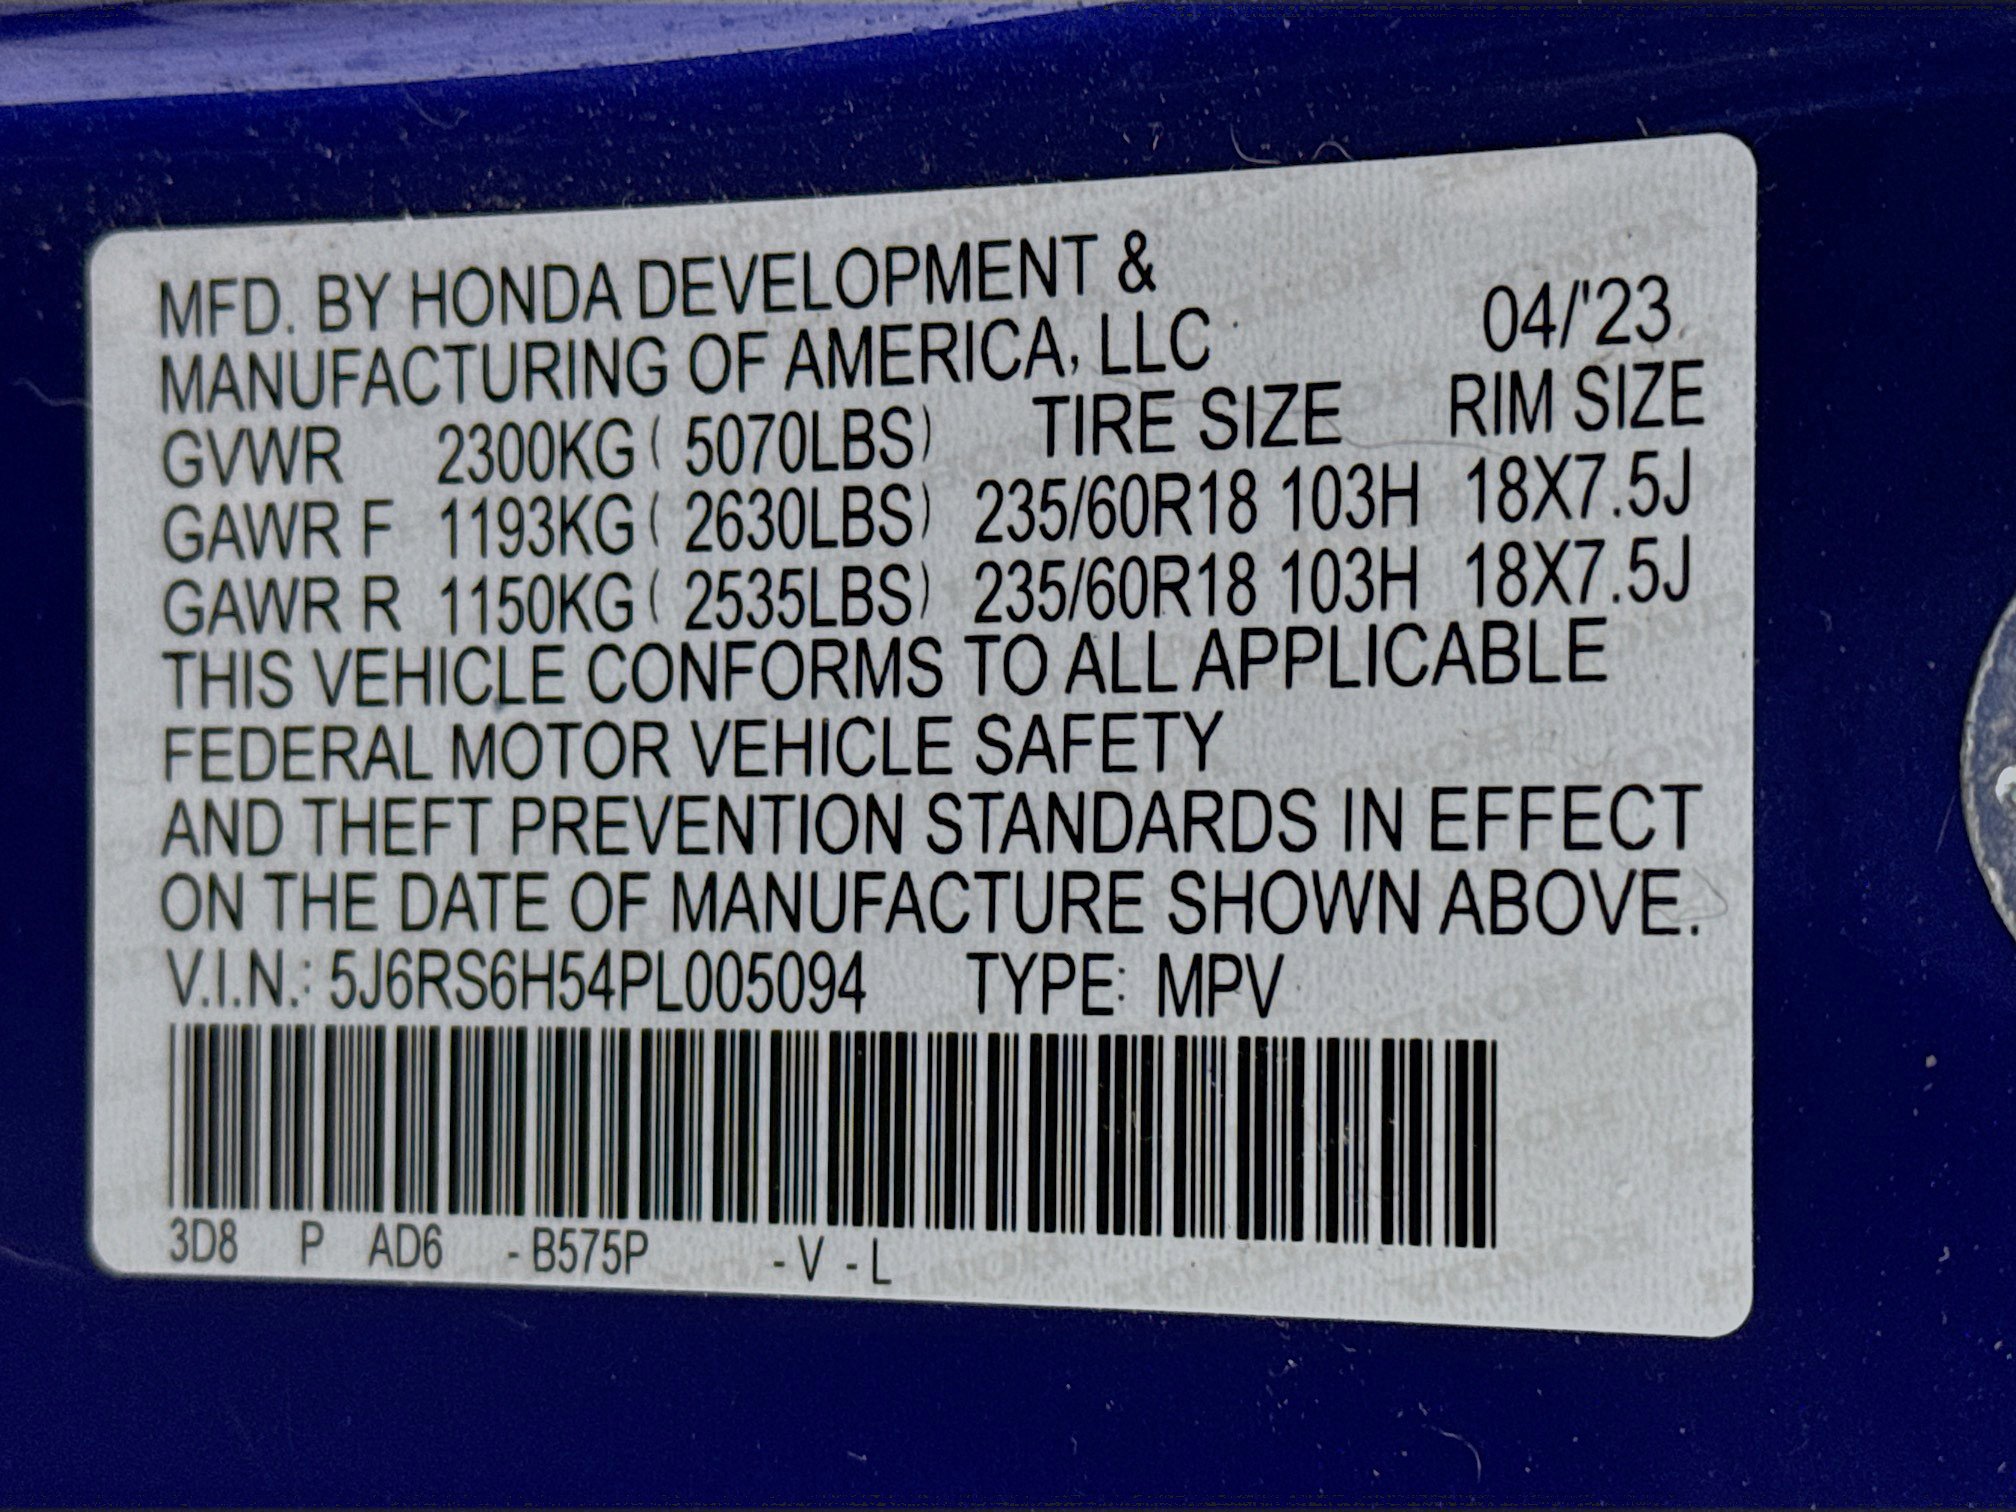 MFD. BY HONDA DEVELOPMENT &
MANUFACTURING OF AMERICA, LLC 04/'23
GVWR 2300KG ( 5070LBS) TIRE SIZE RIM SIZE
GAWR F 1193KG ( 2630LBS) 235/60R18 103H 18X7.5J
GAWR R 1150KG ( 2535LBS) 235/60R18 103H 18X7.5J
THIS VEHICLE CONFORMS TO ALL APPLICABLE
FEDERAL MOTOR VEHICLE SAFETY
AND THEFT PREVENTION STANDARDS IN EFFECT
ON THE DATE OF MANUFACTURE SHOWN ABOVE.
V.I.N.: 5J6RS6H54PL005094 TYPE: MPV
3D8 P AD6 - B575P - V - L